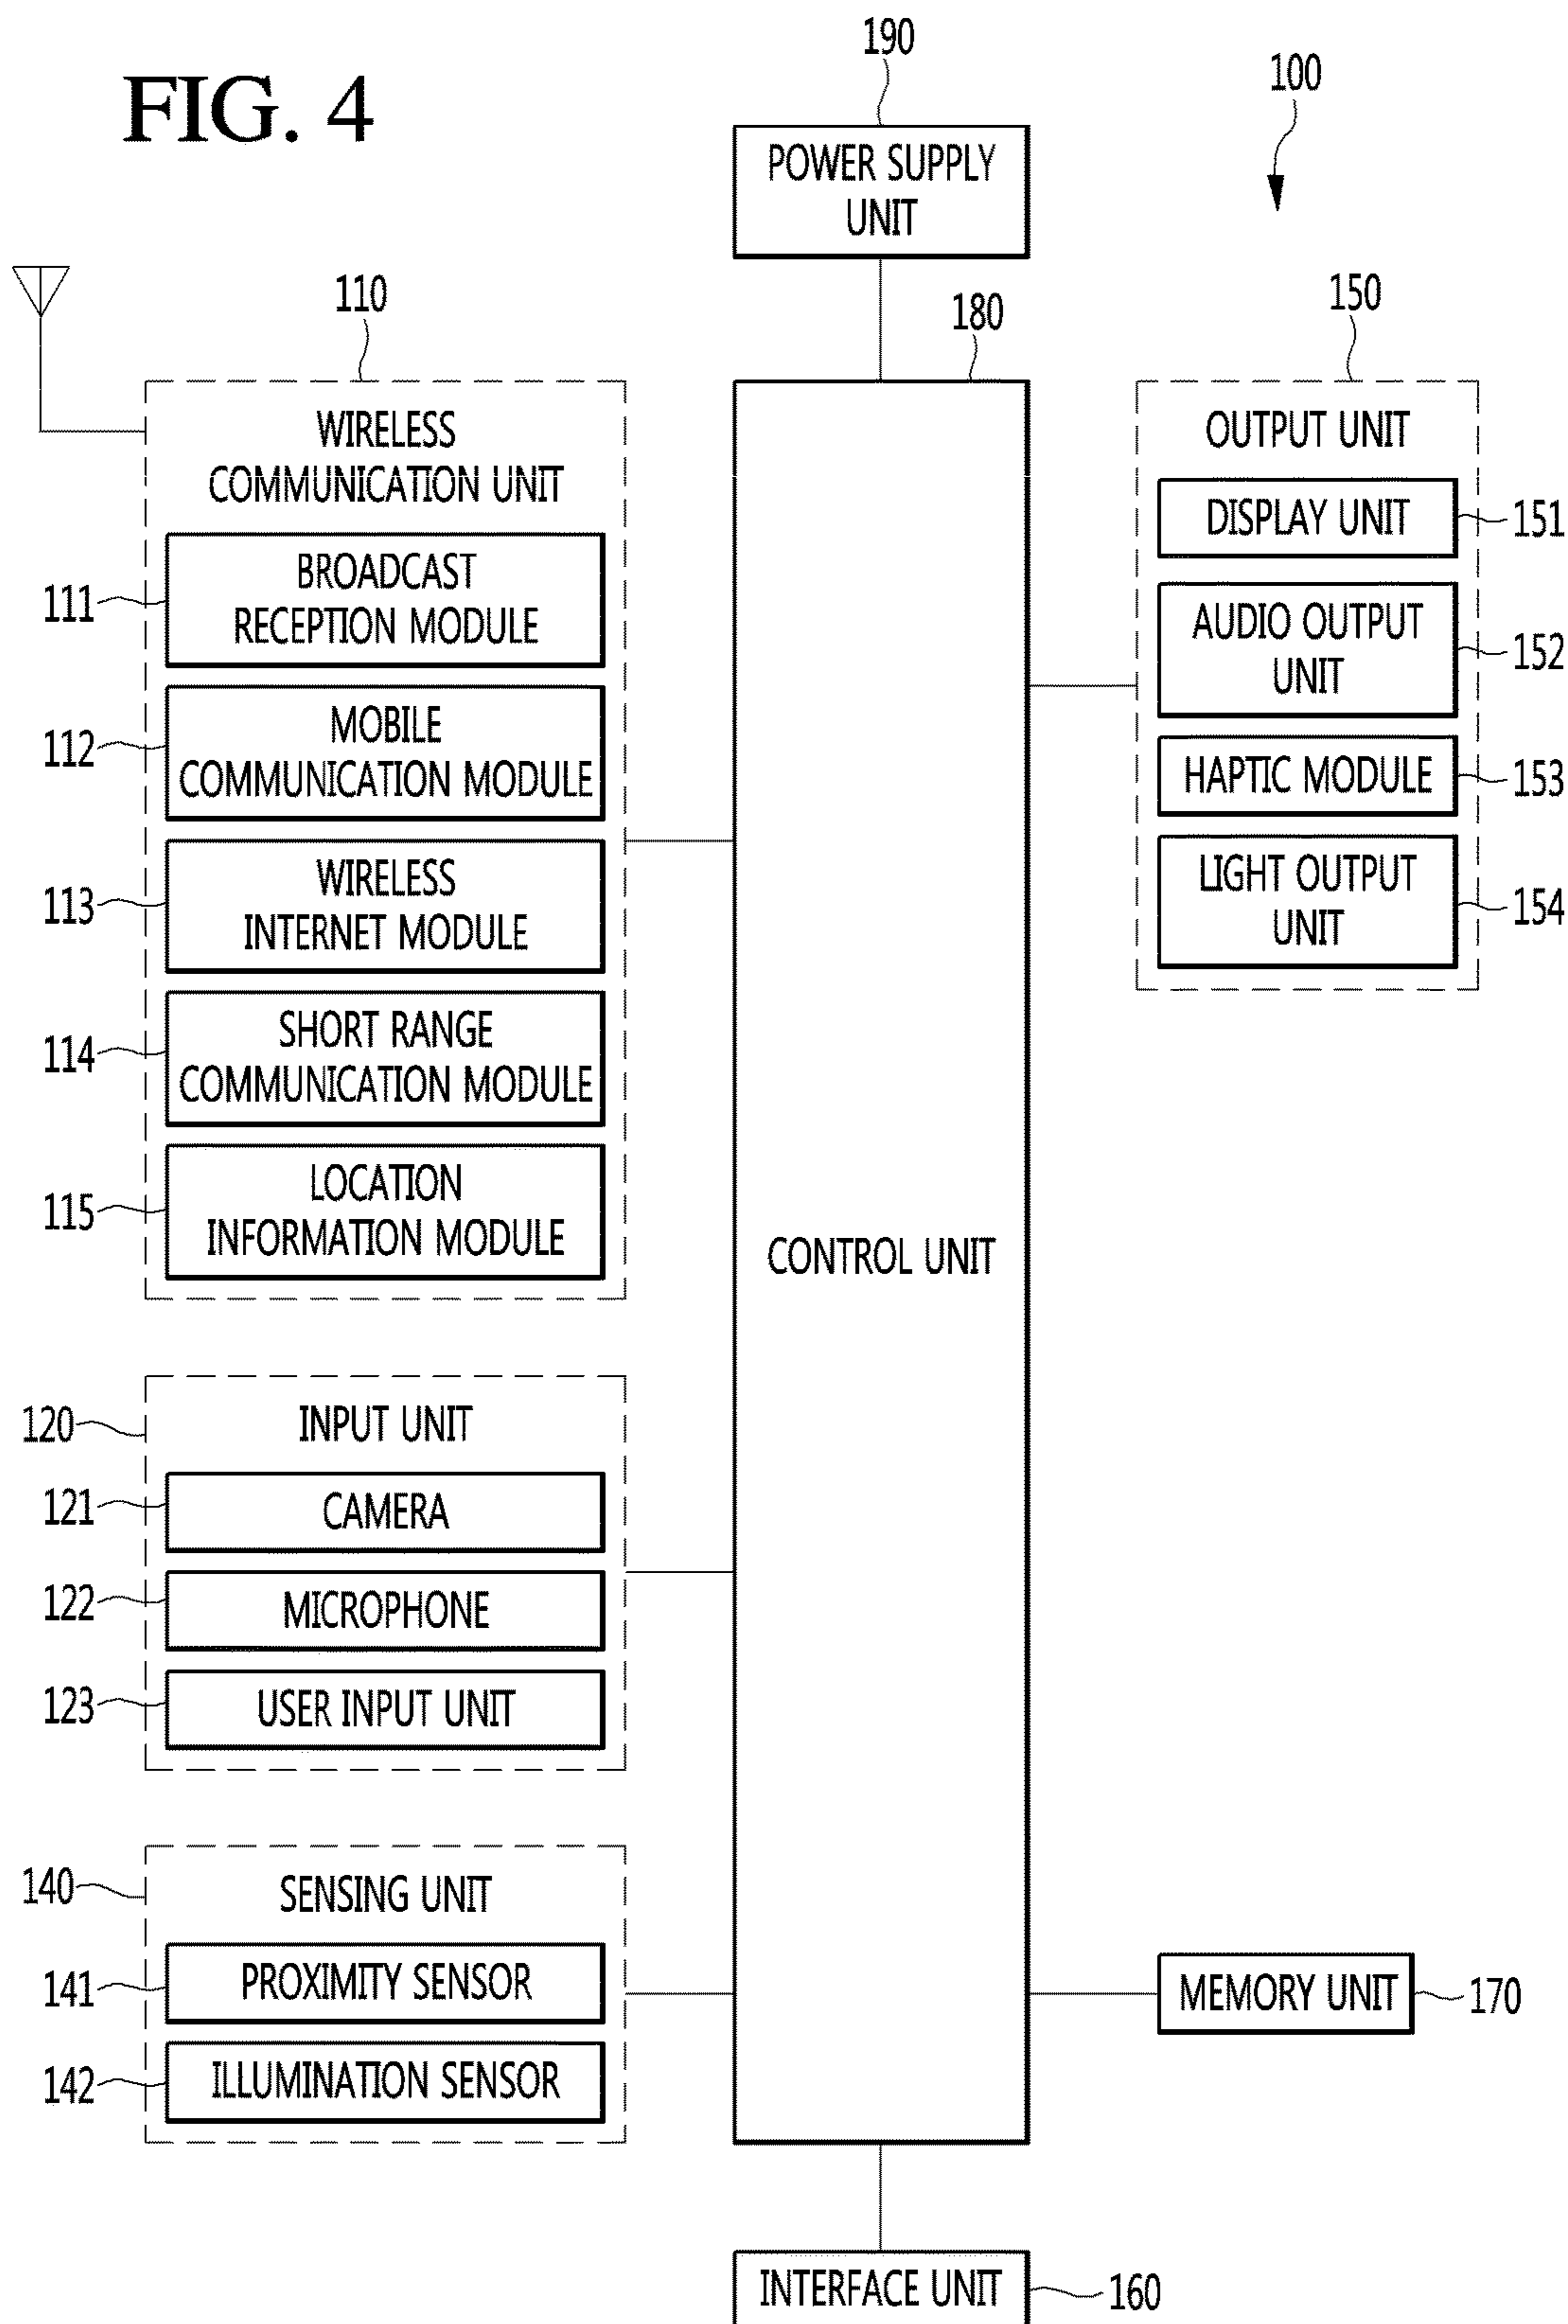 FIG. 4
190
100
POWER SUPPLY
UNIT
110
180
150
WIRELESS
COMMUNICATION UNIT
111
BROADCAST
RECEPTION MODULE
112
MOBILE
COMMUNICATION MODULE
113
WIRELESS
INTERNET MODULE
114
SHORT RANGE
COMMUNICATION MODULE
115
LOCATION
INFORMATION MODULE
120
INPUT UNIT
121
CAMERA
122
MICROPHONE
123
USER INPUT UNIT
140
SENSING UNIT
141
PROXIMITY SENSOR
142
ILLUMINATION SENSOR
CONTROL UNIT
OUTPUT UNIT
DISPLAY UNIT
151
AUDIO OUTPUT
UNIT
152
HAPTIC MODULE
153
LIGHT OUTPUT
UNIT
154
MEMORY UNIT
170
INTERFACE UNIT
160